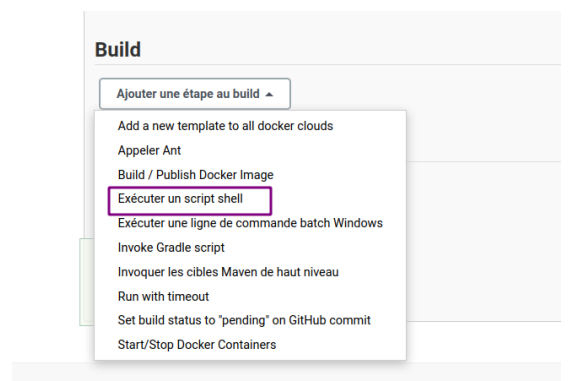 Build
Ajouter une étape au build
Add a new template to all docker clouds
Appeler Ant
Build / Publish Docker Image
Exécuter un script shell
Exécuter une ligne de commande batch Windows
Invoke Gradle script
Invoquer les cibles Maven de haut niveau
Run with timeout
Set build status to "pending" on GitHub commit
Start/Stop Docker Containers